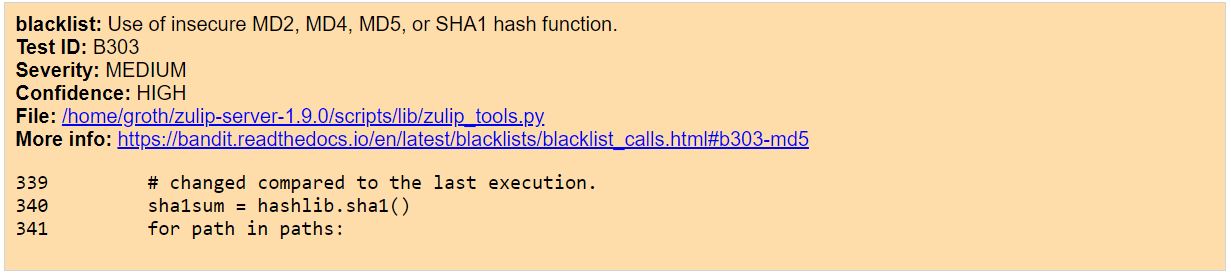 blacklist: Use of insecure MD2, MD4, MD5, or SHA1 hash function.
Test ID: B303
Severity: MEDIUM
Confidence: HIGH
File: /home/groth/zulip-server-1.9.0/scripts/lib/zulip_tools.py
More info: https://bandit.readthedocs.io/en/latest/blacklists/blacklist_calls.html#b303-md5
339 # changed compared to the last execution.
340 sha1sum = hashlib.sha1()
341 for path in paths: